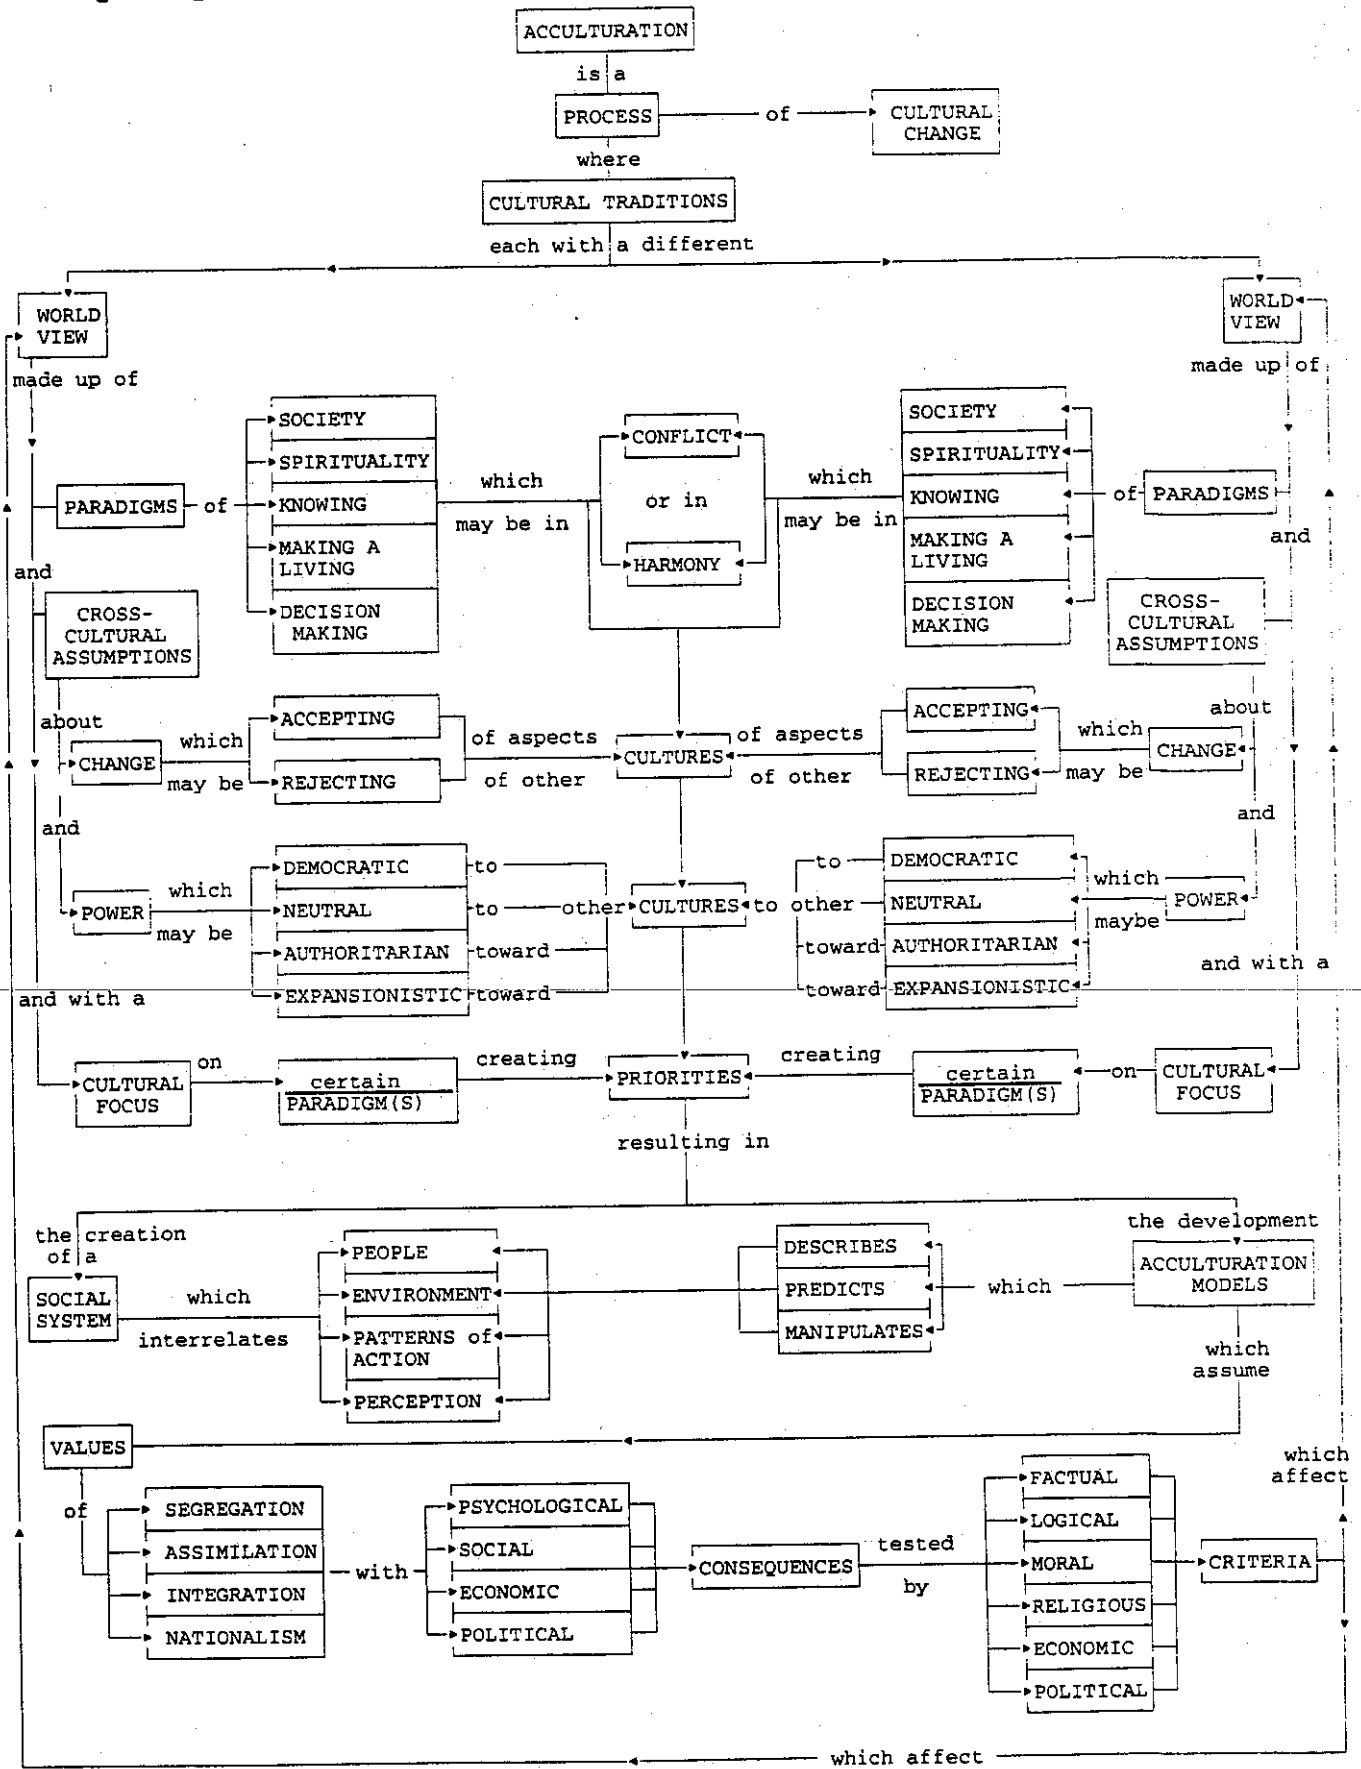 ACCULTURATION
is a
PROCESS of CULTURAL
CHANGE
where
CULTURAL TRADITIONS
each with a different
WORLD
VIEW
made up of
WORLD
VIEW
made up of
PARADIGMS of
SOCIETY
SPIRITUALITY
KNOWING
MAKING A
LIVING
DECISION
MAKING
which
may be in
CONFLICT
or in
HARMONY
which
may be in
SOCIETY
SPIRITUALITY
KNOWING
MAKING A
LIVING
DECISION
MAKING
of PARADIGMS
and
and
CROSS-
CULTURAL
ASSUMPTIONS
CROSS-
CULTURAL
ASSUMPTIONS
about
CHANGE
which
may be
ACCEPTING
REJECTING
of aspects
of other
CULTURES
of aspects
of other
ACCEPTING
REJECTING
which
may be
CHANGE
about
and
and
POWER
which
may be
DEMOCRATIC to
NEUTRAL to
AUTHORITARIAN toward
EXPANSIONISTIC toward
other
CULTURES
to other
to DEMOCRATIC
NEUTRAL
toward AUTHORITARIAN
toward EXPANSIONISTIC
which
maybe
POWER
and with a
and with a
CULTURAL
FOCUS
on
certain
PARADIGM(S)
creating
PRIORITIES
creating
certain
PARADIGM(S)
on
CULTURAL
FOCUS
resulting in
the creation
of a
SOCIAL
SYSTEM
which
interrelates
PEOPLE
ENVIRONMENT
PATTERNS of
ACTION
PERCEPTION
DESCRIBES
PREDICTS
MANIPULATES
which
the development
ACCULTURATION
MODELS
which
assume
VALUES
of
SEGREGATION
ASSIMILATION
INTEGRATION
NATIONALISM
with
PSYCHOLOGICAL
SOCIAL
ECONOMIC
POLITICAL
CONSEQUENCES
tested
by
FACTUAL
LOGICAL
MORAL
RELIGIOUS
ECONOMIC
POLITICAL
CRITERIA
which
affect
which affect